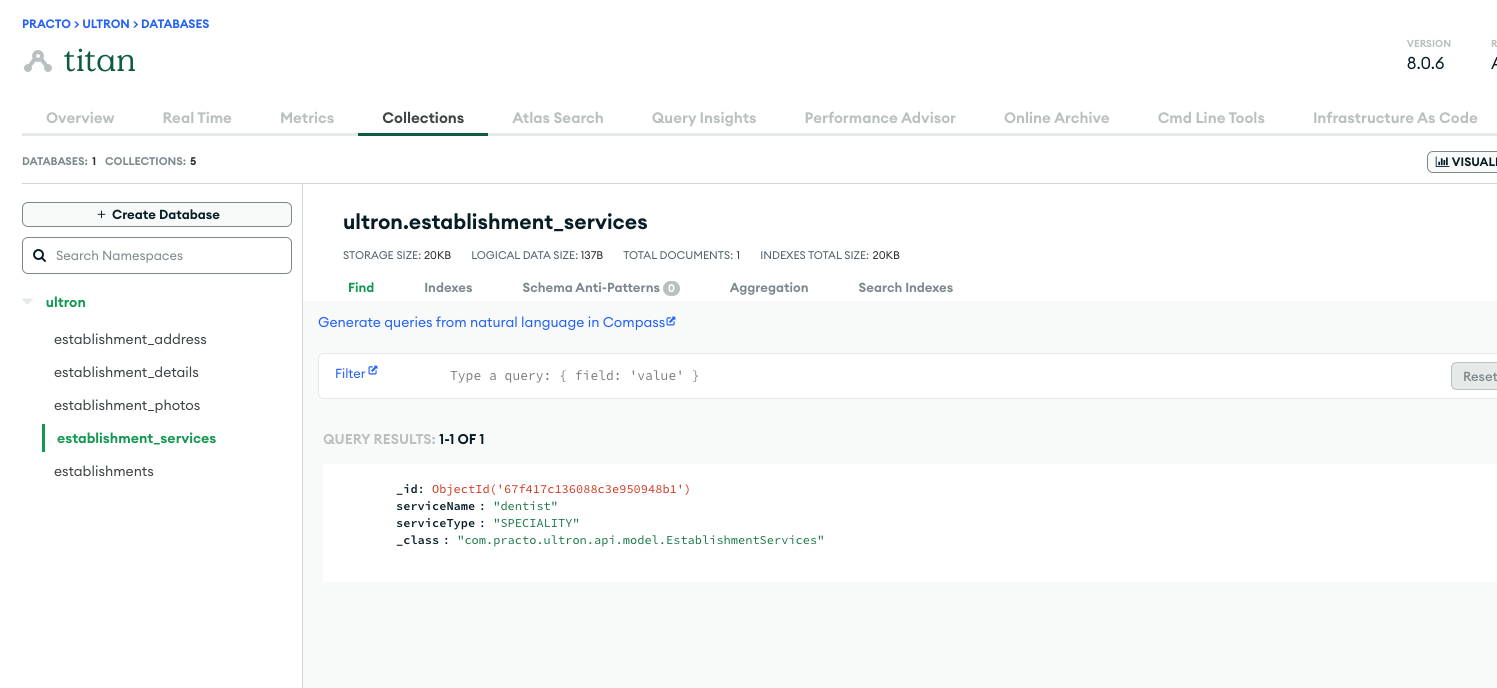 PRACTO > ULTRON > DATABASES
titan
VERSION
8.0.6
Overview Real Time Metrics Collections Atlas Search Query Insights Performance Advisor Online Archive Cmd Line Tools Infrastructure As Code
DATABASES: 1 COLLECTIONS: 5
+ Create Database
Search Namespaces
ultron
establishment_address
establishment_details
establishment_photos
establishment_services
establishments
ultron.establishment_services
STORAGE SIZE: 20KB LOGICAL DATA SIZE: 137B TOTAL DOCUMENTS: 1 INDEXES TOTAL SIZE: 20KB
Find Indexes Schema Anti-Patterns 0 Aggregation Search Indexes
Generate queries from natural language in Compass
Filter Type a query: { field: 'value' } Reset
QUERY RESULTS: 1-1 OF 1
_id: ObjectId('67f417c136088c3e950948b1')
serviceName : "dentist"
serviceType : "SPECIALITY"
_class : "com.practo.ultron.api.model.EstablishmentServices"